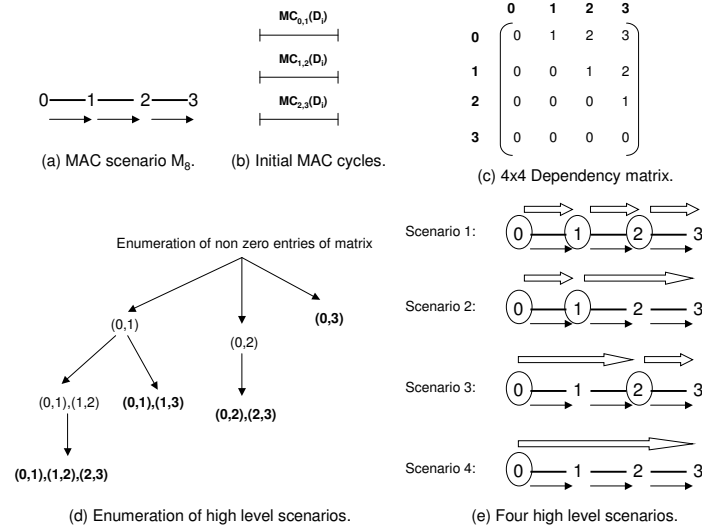 0 1 2 3
(a) MAC scenario M8.
MC0,1(Di)
MC1,2(Di)
MC2,3(Di)
(b) Initial MAC cycles.
0 1 2 3
0 0 1 2 3
1 0 0 1 2
2 0 0 0 1
3 0 0 0 0
(c) 4x4 Dependency matrix.
Enumeration of non zero entries of matrix
(0,1)
(0,2)
(0,3)
(0,1),(1,2)
(0,1),(1,3)
(0,2),(2,3)
(0,1),(1,2),(2,3)
(d) Enumeration of high level scenarios.
Scenario 1: 0 1 2 3
Scenario 2: 0 1 2 3
Scenario 3: 0 1 2 3
Scenario 4: 0 1 2 3
(e) Four high level scenarios.